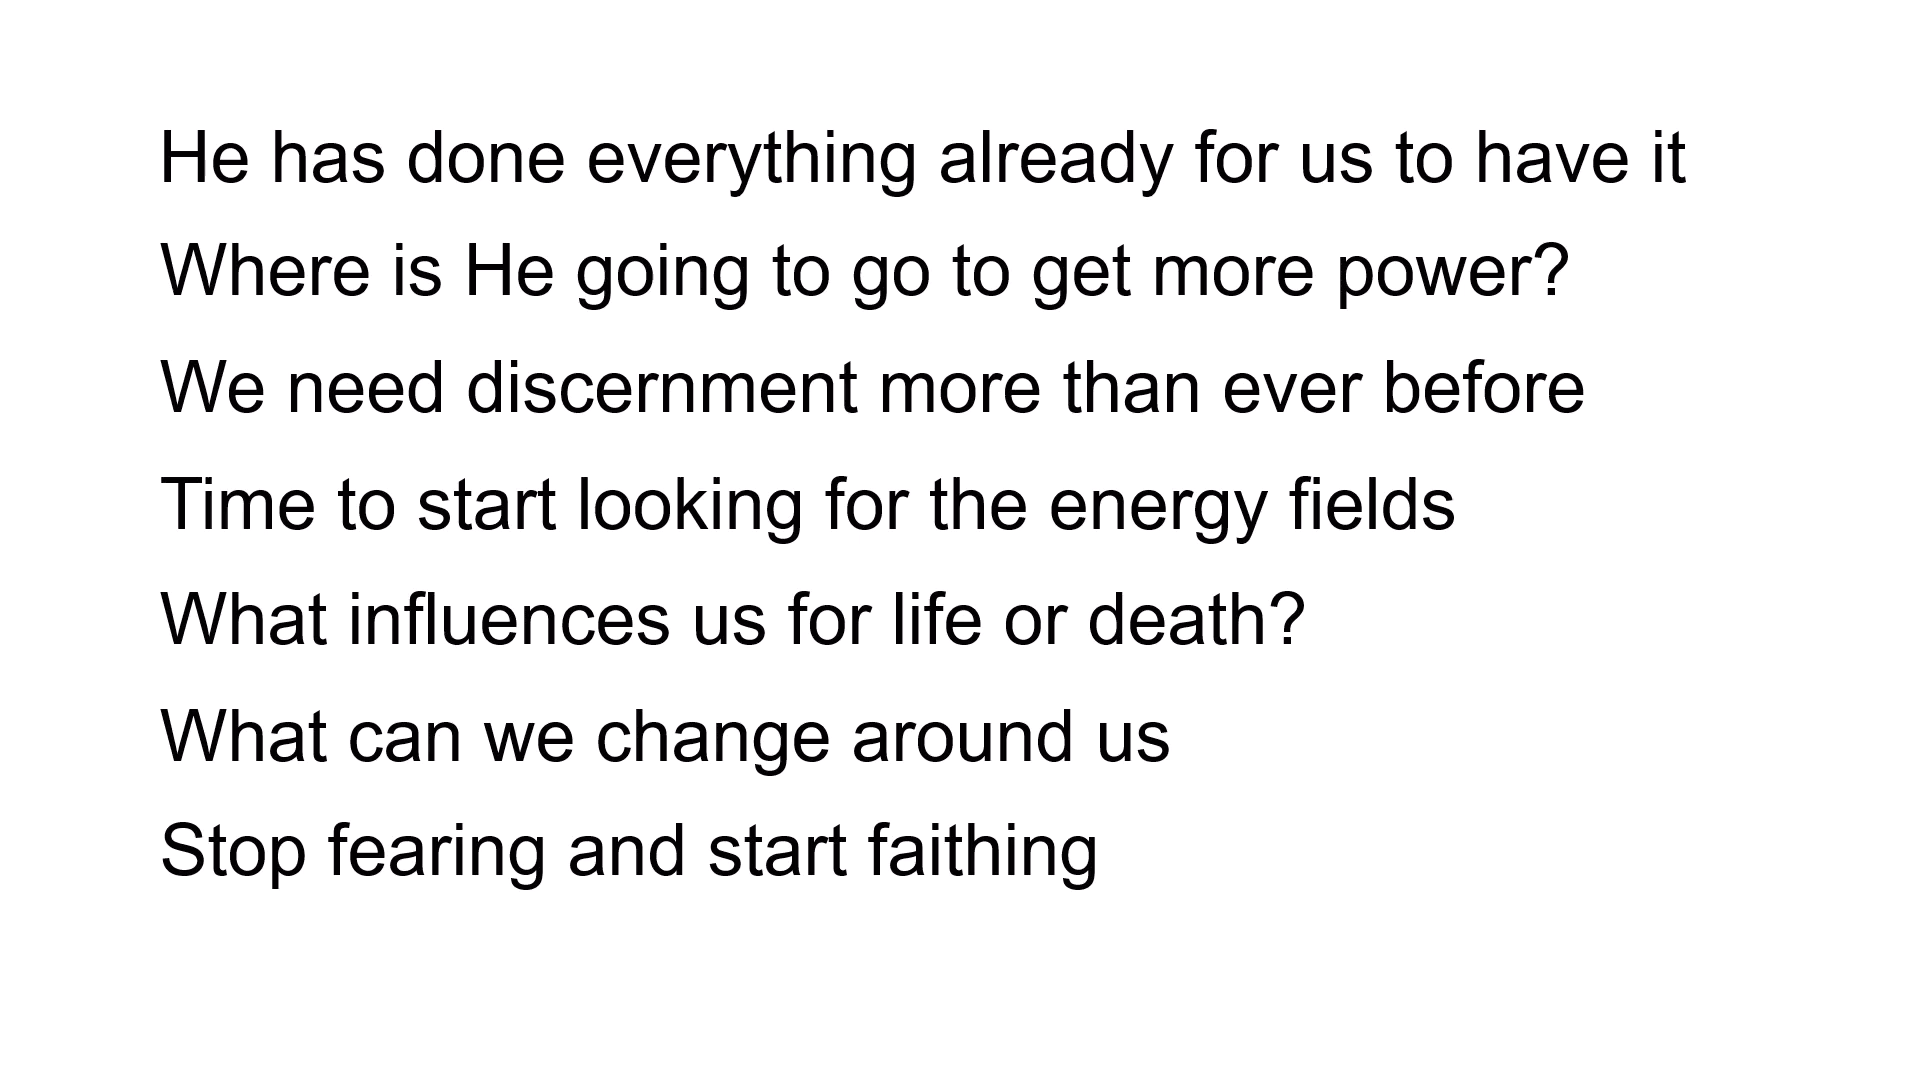 He has done everything already for us to have it
Where is He going to go to get more power?
We need discernment more than ever before
Time to start looking for the energy fields
What influences us for life or death?
What can we change around us
Stop fearing and start faithing